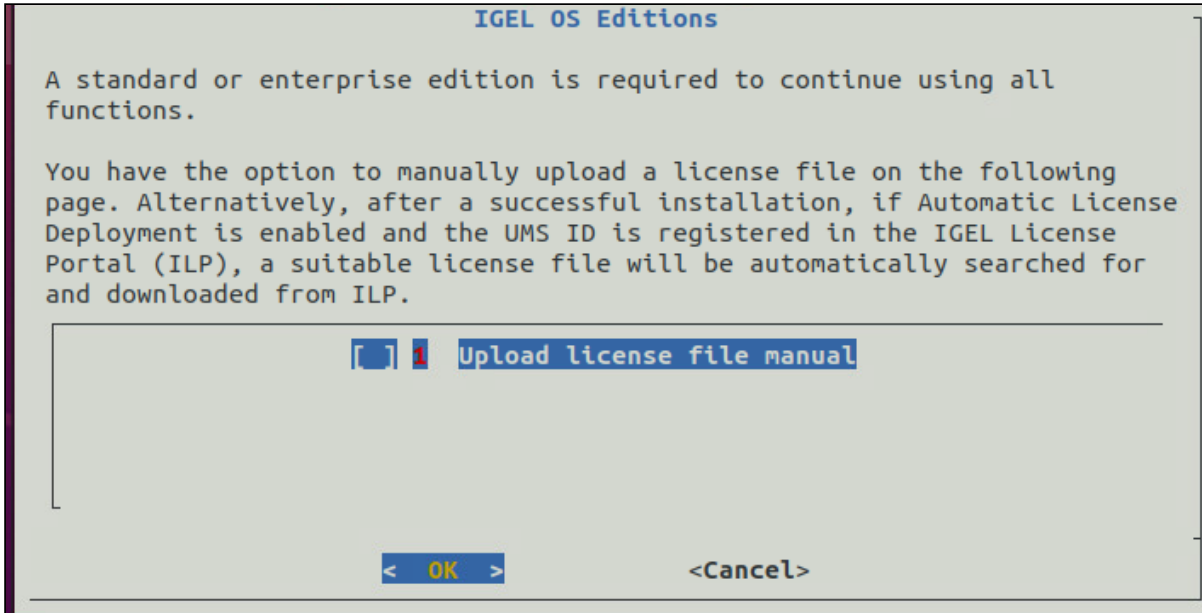 IGEL OS Editions
A standard or enterprise edition is required to continue using all
functions.
You have the option to manually upload a license file on the following
page. Alternatively, after a successful installation, if Automatic License
Deployment is enabled and the UMS ID is registered in the IGEL License
Portal (ILP), a suitable license file will be automatically searched for
and downloaded from ILP.
[ ] 1 Upload license file manual
< OK > <Cancel>